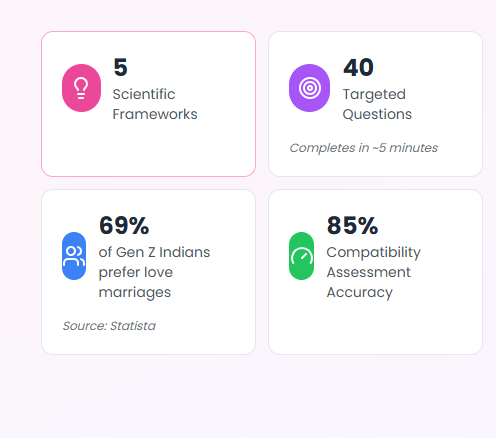 5
Scientific
Frameworks
40
Targeted
Questions
Completes in ~5 minutes
69%
of Gen Z Indians
prefer love
marriages
Source: Statista
85%
Compatibility
Assessment
Accuracy